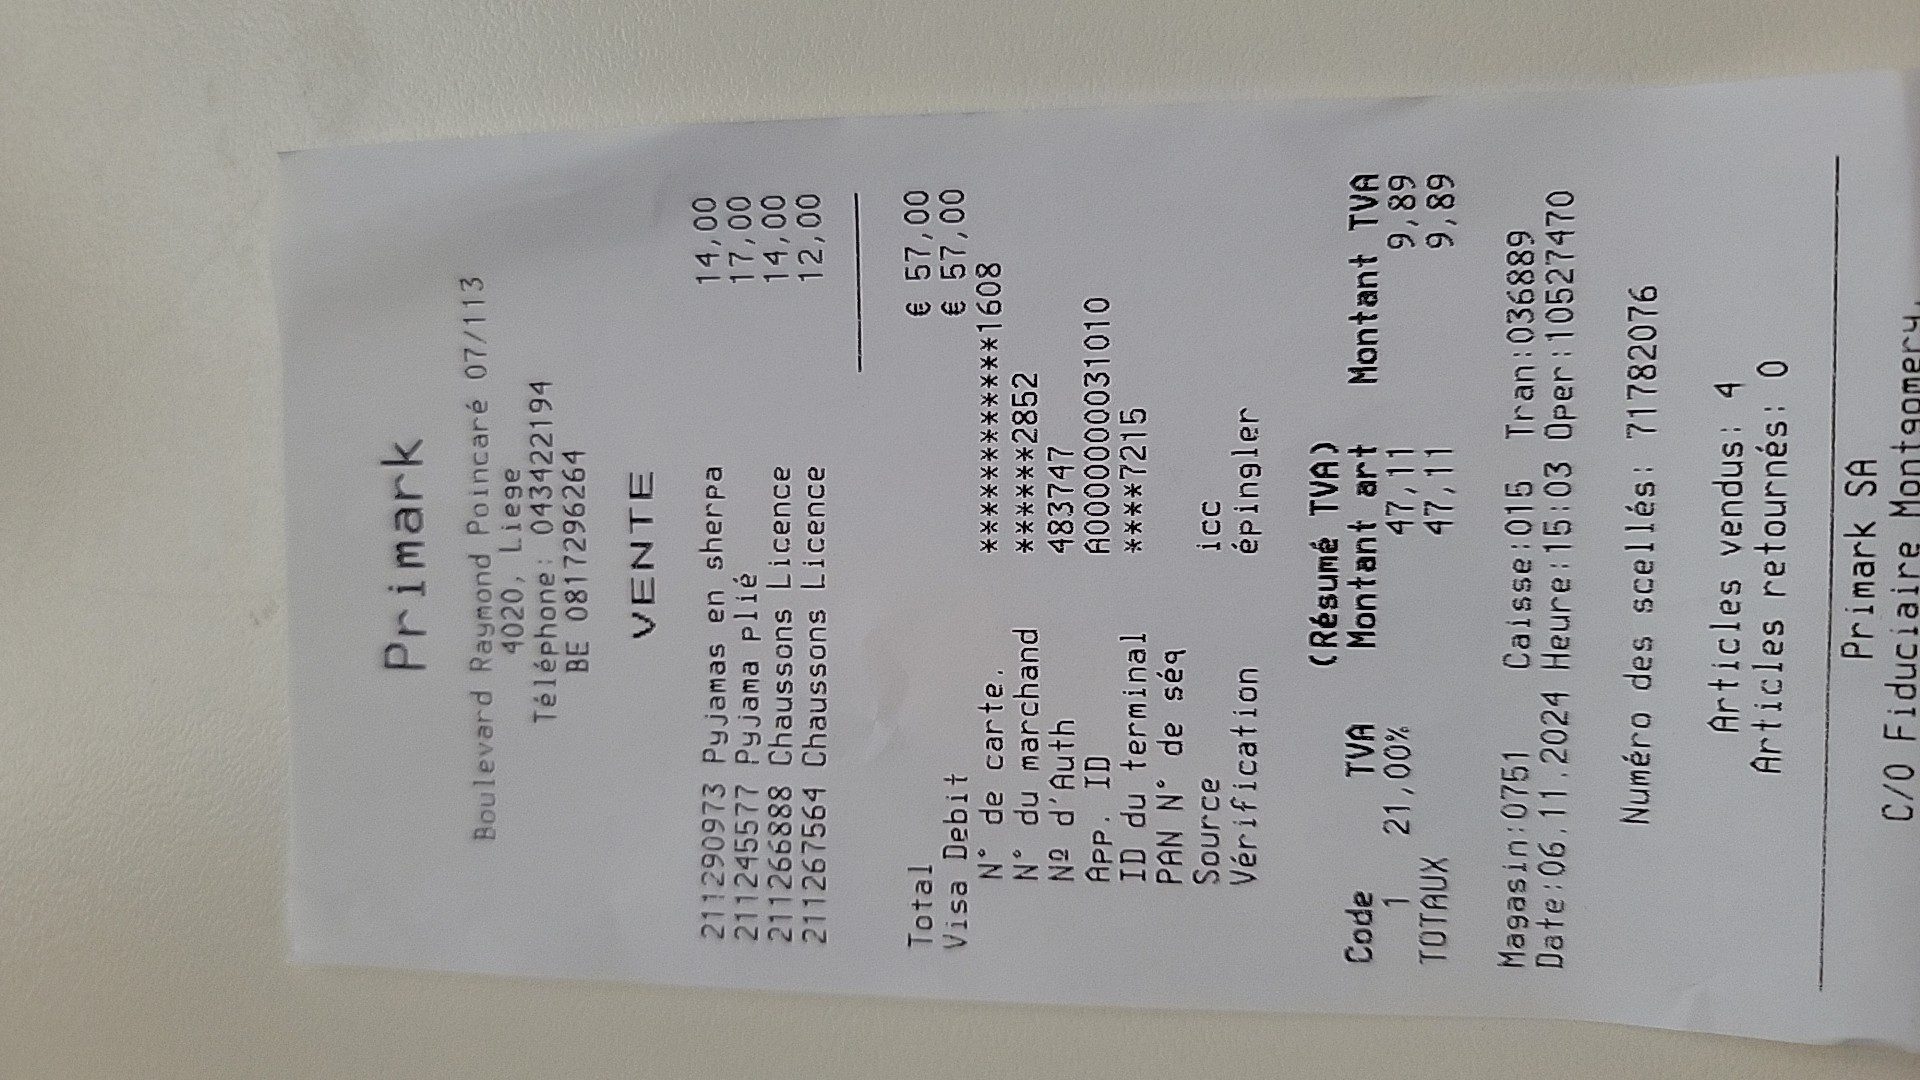 Primark
Boulevard Raymond Poincaré 07/113
4020, Liege
Téléphone: 043422194
BE 0817296264
VENTE
211290973 Pyjamas en sherpa 14,00
211245577 Pyjama plié 17,00
211266888 Chaussons Licence 14,00
211267564 Chaussons Licence 12,00
Total € 57,00
Visa Debit € 57,00
N° de carte. ************1608
N° du marchand ******2852
Nº d'Auth 483747
App. ID A0000000031010
ID du terminal ****7215
PAN N° de séq
Source icc
Vérification épingler
(Résumé TVA)
Code TVA Montant art Montant TVA
1 21,00% 47,11 9,89
TOTAUX 47,11 9,89
Magasin:0751 Caisse:015 Tran:036889
Date:06.11.2024 Heure:15:03 Oper:10527470
Numéro des scellés: 71782076
Articles vendus: 4
Articles retournés: 0
Primark SA
C/O Fiduciaire Montgomery,